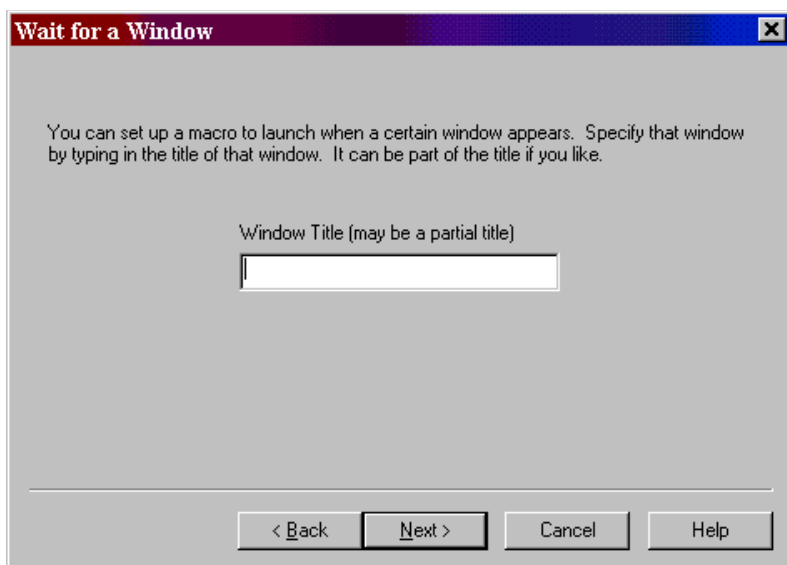 Wait for a Window
You can set up a macro to launch when a certain window appears.  Specify that window
by typing in the title of that window.  It can be part of the title if you like.
Window Title (may be a partial title)
< Back
Next >
Cancel
Help